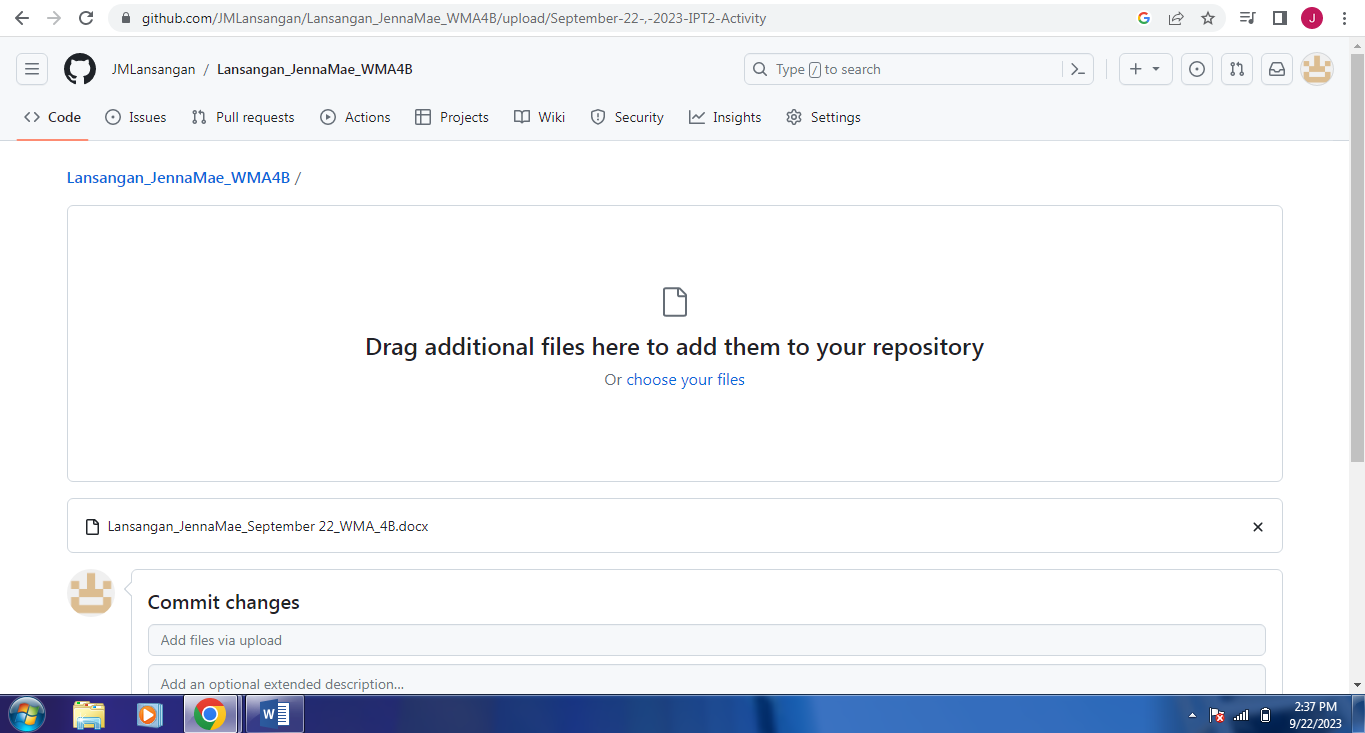 github.com/JMLansangan/Lansangan_JennaMae_WMA4B/upload/September-22-,-2023-IPT2-Activity
J
JMLansangan / Lansangan_JennaMae_WMA4B
Type / to search
Code Issues Pull requests Actions Projects Wiki Security Insights Settings
Lansangan_JennaMae_WMA4B /
Drag additional files here to add them to your repository
Or choose your files
Lansangan_JennaMae_September 22_WMA_4B.docx
Commit changes
Add files via upload
Add an optional extended description...
2:37 PM
9/22/2023